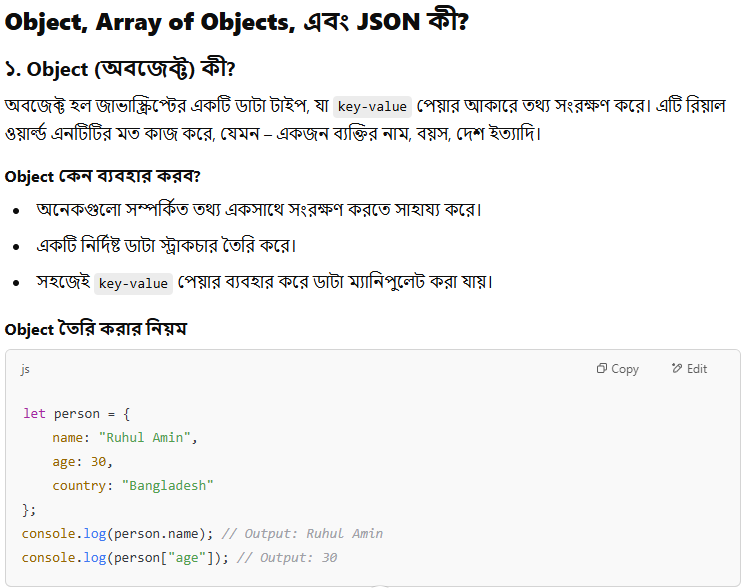 Object, Array of Objects, এবং JSON কী?
১. Object (অবজেক্ট) কী?
অবজেক্ট হল জাভাস্ক্রিপ্টের একটি ডাটা টাইপ, যা key-value পেয়ার আকারে তথ্য সংরক্ষণ করে। এটি রিয়াল
ওয়ার্ল্ড এনটিটির মত কাজ করে, যেমন – একজন ব্যক্তির নাম, বয়স, দেশ ইত্যাদি।
Object কেন ব্যবহার করব?
• অনেকগুলো সম্পর্কিত তথ্য একসাথে সংরক্ষণ করতে সাহায্য করে।
• একটি নির্দিষ্ট ডাটা স্ট্রাকচার তৈরি করে।
• সহজেই key-value পেয়ার ব্যবহার করে ডাটা ম্যানিপুলেট করা যায়।
Object তৈরি করার নিয়ম
js Copy Edit
let person = {
    name: "Ruhul Amin",
    age: 30,
    country: "Bangladesh"
};
console.log(person.name); // Output: Ruhul Amin
console.log(person["age"]); // Output: 30